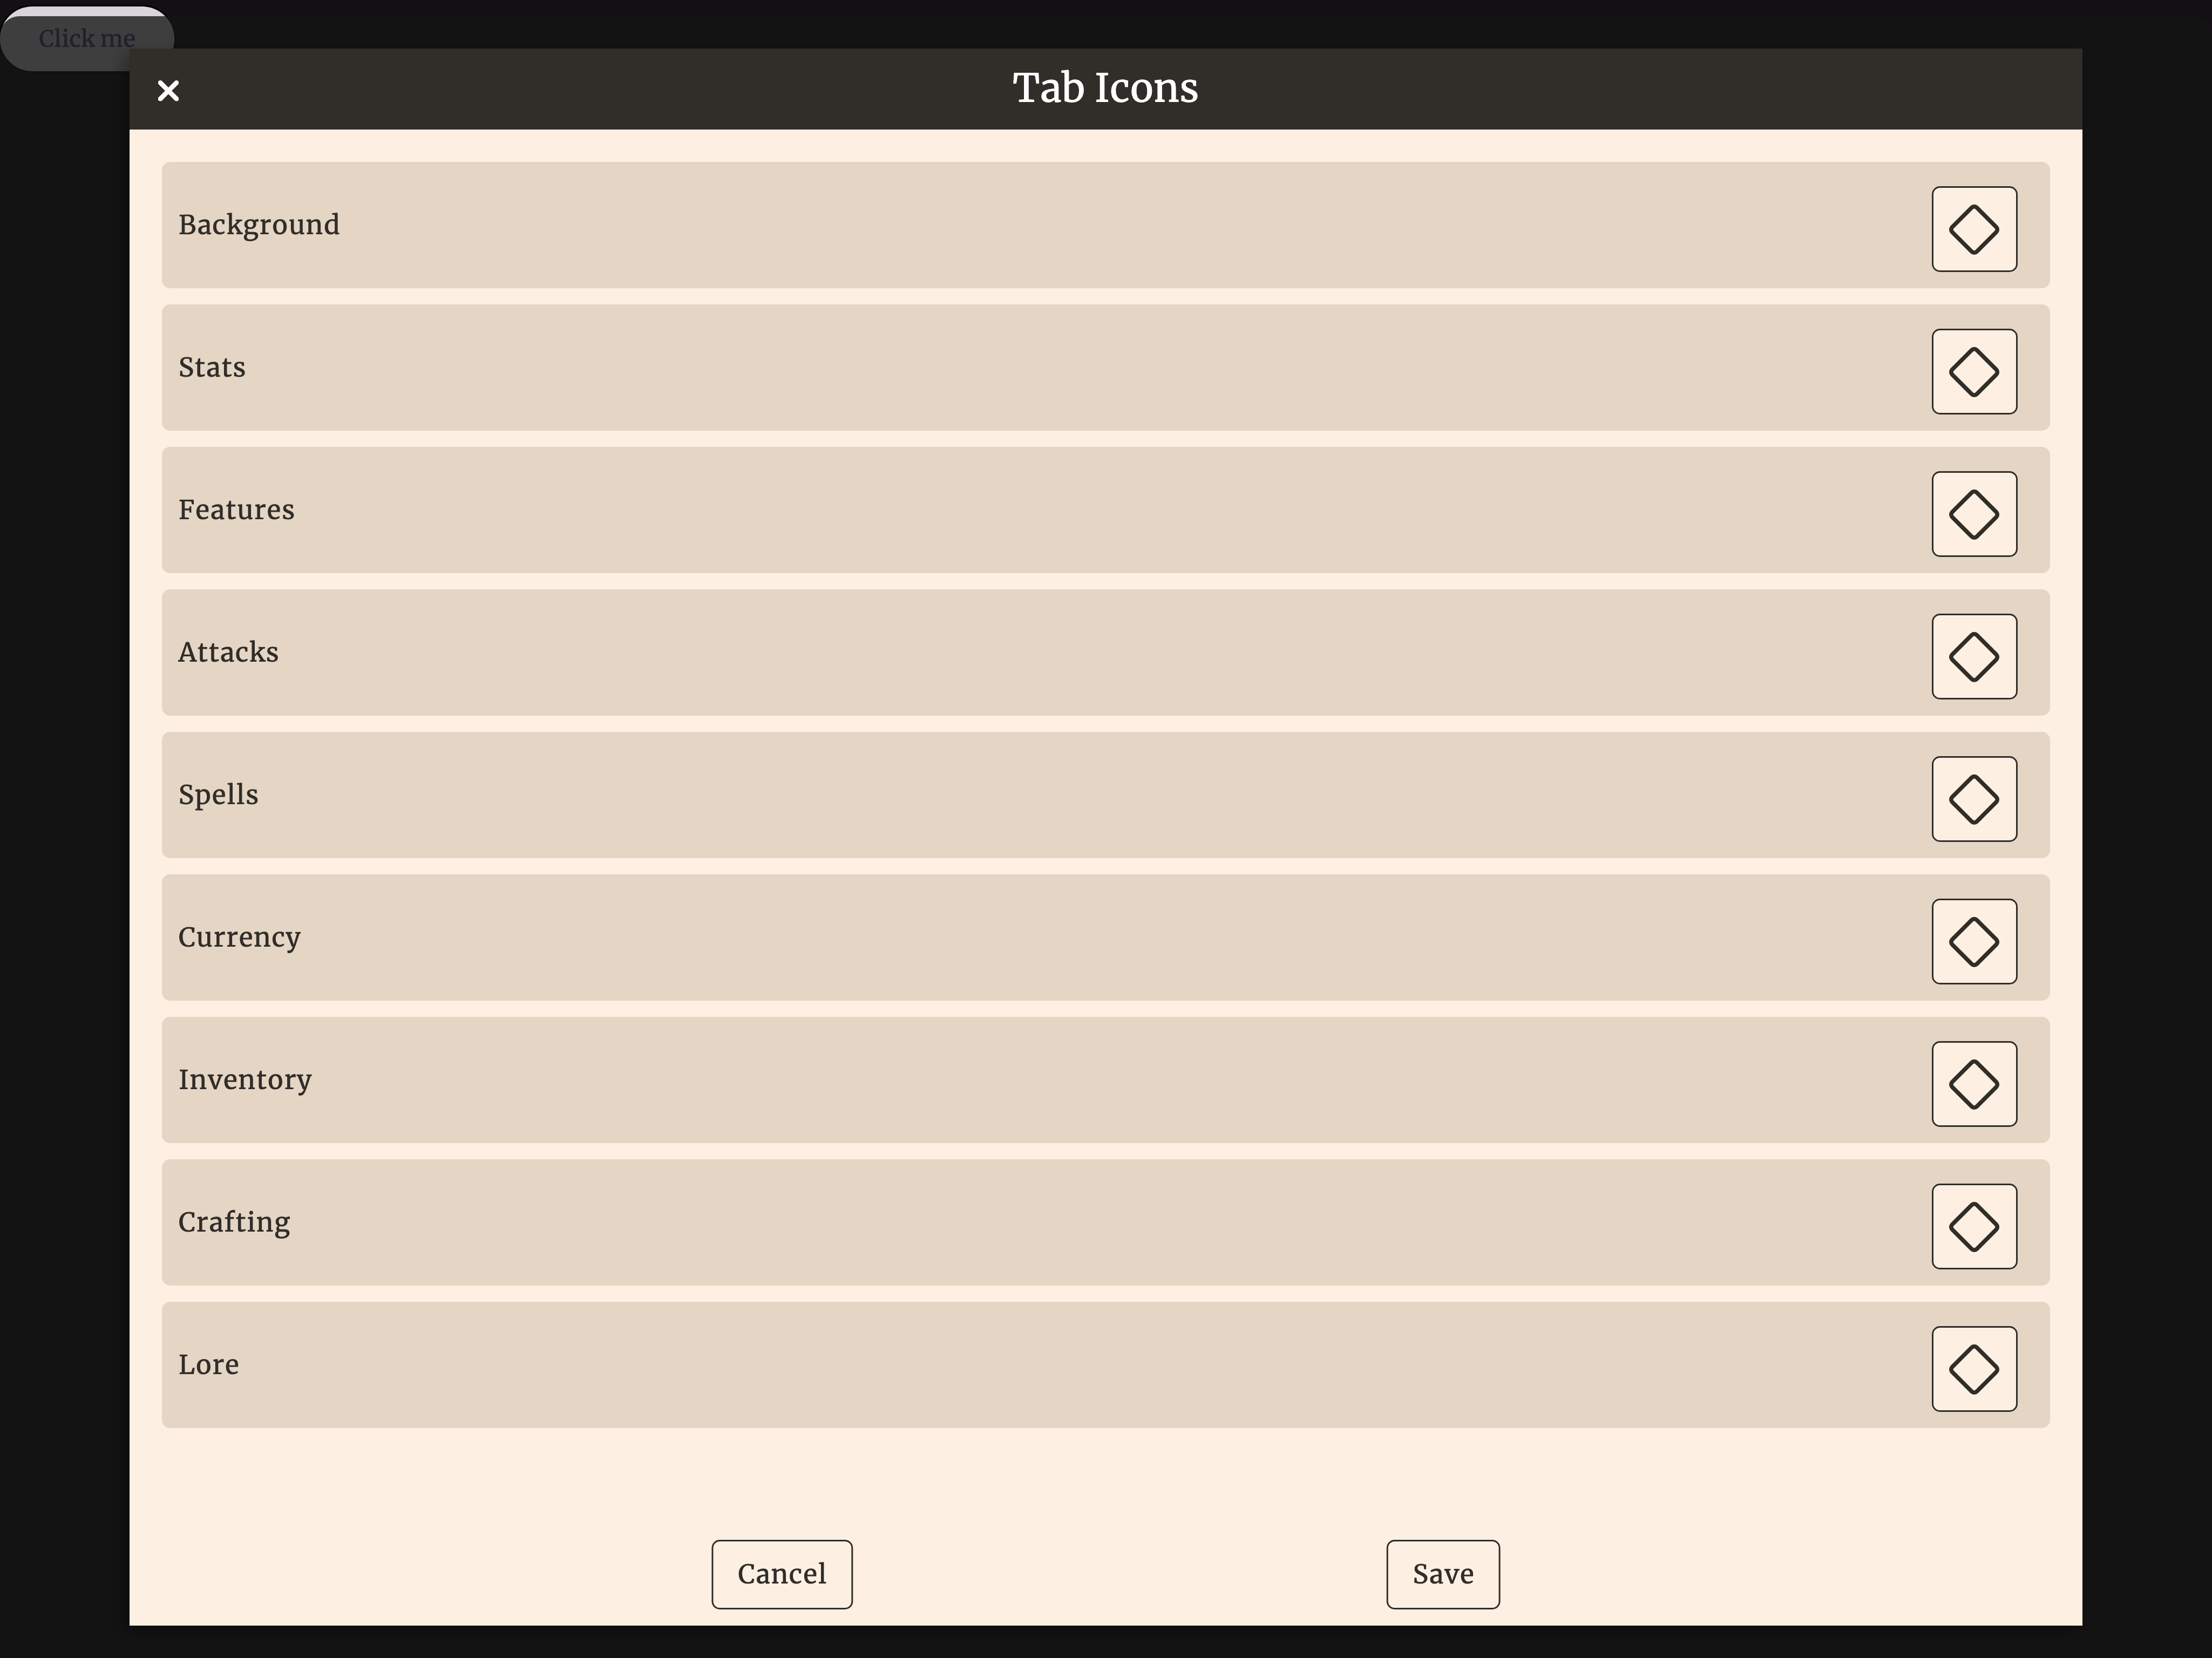 Click me
Tab Icons
Background
Stats
Features
Attacks
Spells
Currency
Inventory
Crafting
Lore
Cancel
Save